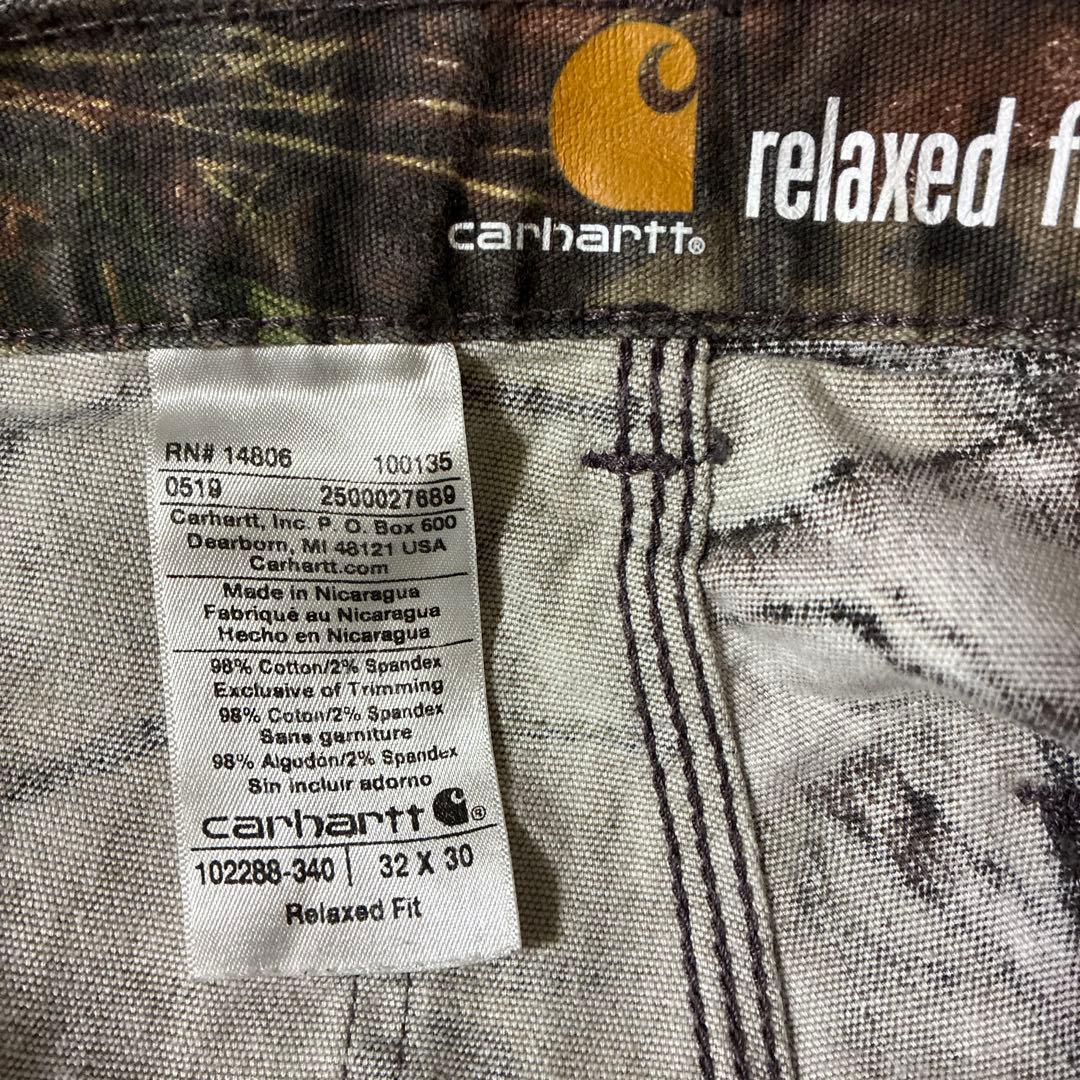 carhartt®
relaxed fi
RN# 14806 100135
0519 2500027689
Carhartt, Inc. P. O. Box 600
Dearborn, MI 48121 USA
Carhartt.com
Made in Nicaragua
Fabriqué au Nicaragua
Hecho en Nicaragua
98% Cotton/2% Spandex
Exclusive of Trimming
98% Coton/2% Spandex
Sans garniture
98% Algodón/2% Spandex
Sin incluir adorno
carhartt ®
102288-340 | 32 X 30
Relaxed Fit